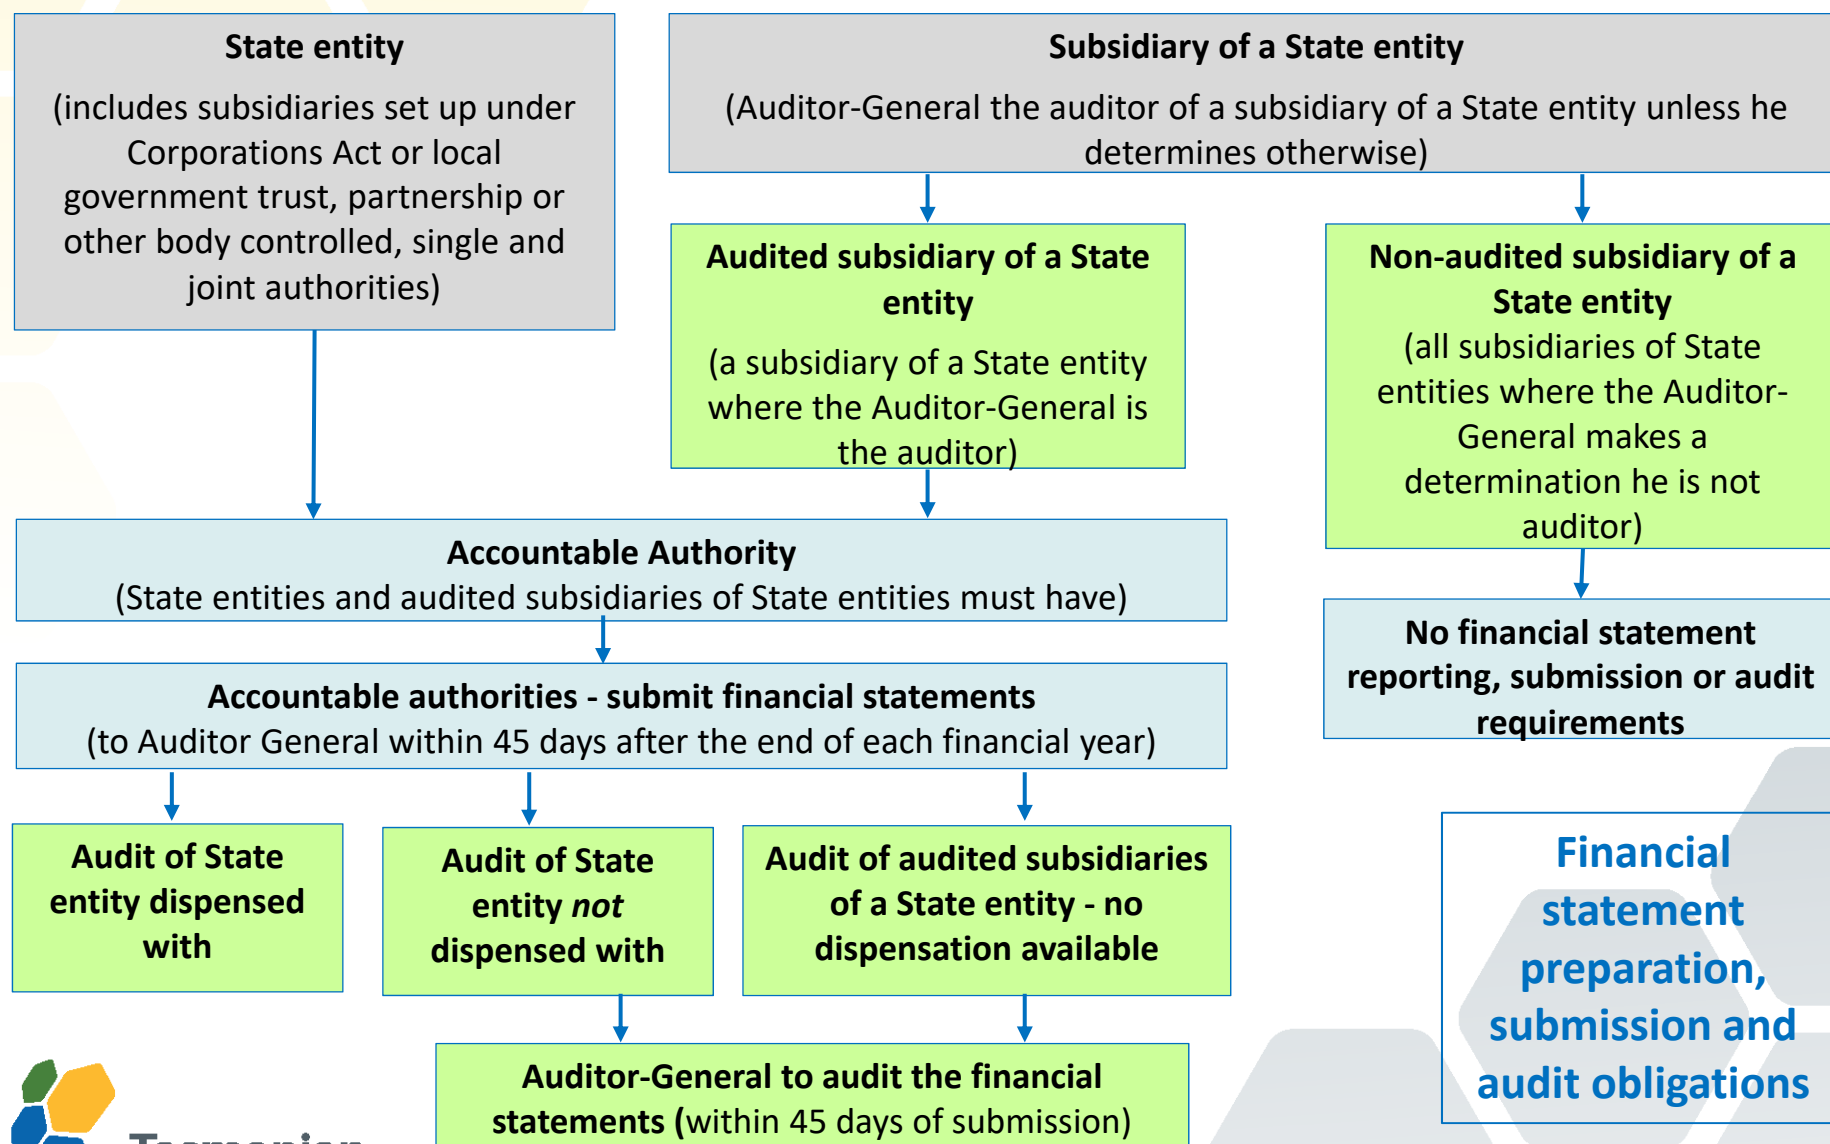 State entity
(includes subsidiaries set up under
Corporations Act or local
government trust, partnership or
other body controlled, single and
joint authorities)
Subsidiary of a State entity
(Auditor-General the auditor of a subsidiary of a State entity unless he
determines otherwise)
Audited subsidiary of a State
entity
(a subsidiary of a State entity
where the Auditor-General is
the auditor)
Non-audited subsidiary of a
State entity
(all subsidiaries of State
entities where the Auditor-
General makes a
determination he is not
auditor)
Accountable Authority
(State entities and audited subsidiaries of State entities must have)
No financial statement
reporting, submission or audit
requirements
Accountable authorities - submit financial statements
(to Auditor General within 45 days after the end of each financial year)
Audit of State
entity dispensed
with
Audit of State
entity not
dispensed with
Audit of audited subsidiaries
of a State entity - no
dispensation available
Financial
statement
preparation,
submission and
audit obligations
Auditor-General to audit the financial
statements (within 45 days of submission)
Tasmanian